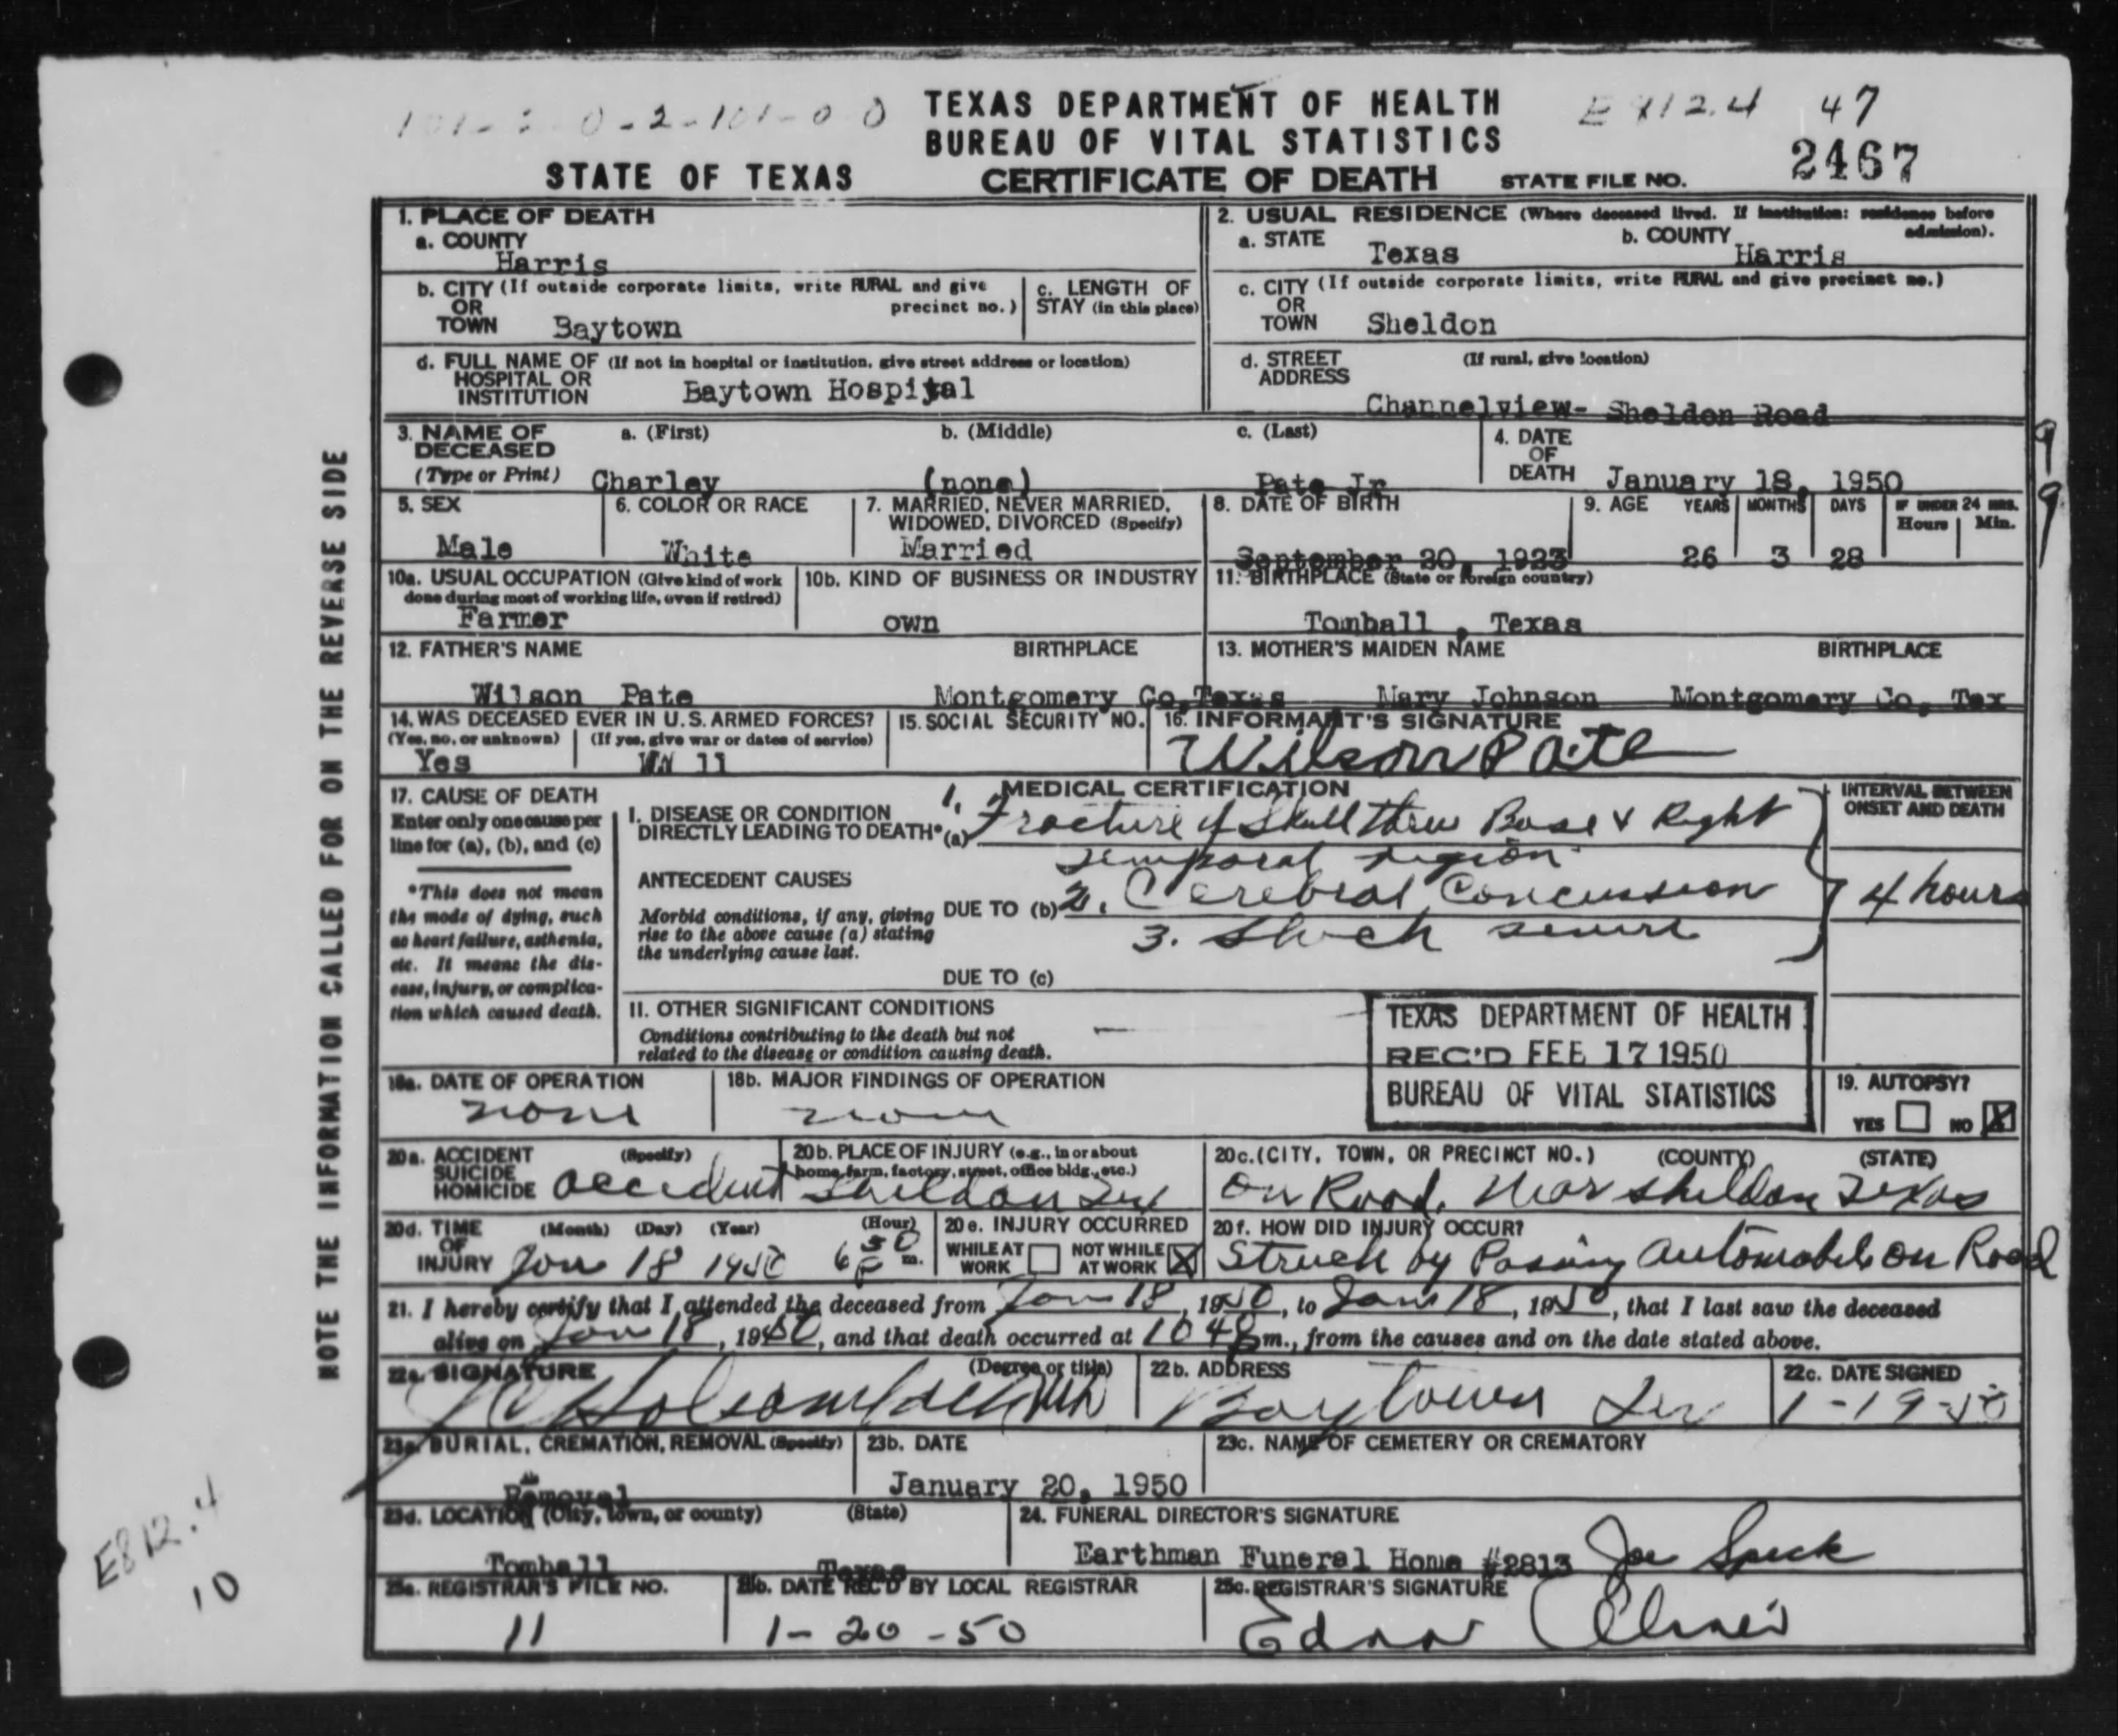 101- - 0-2-101-0 0
TEXAS DEPARTMENT OF HEALTH
E 812.4 47
BUREAU OF VITAL STATISTICS
2467
STATE OF TEXAS
CERTIFICATE OF DEATH
STATE FILE NO.
NOTE THE INFORMATION CALLED FOR ON THE REVERSE SIDE
1. PLACE OF DEATH
a. COUNTY
Harris
2. USUAL RESIDENCE (Where deceased lived. If institution: residence before admission).
a. STATE Texas b. COUNTY Harris
b. CITY (If outside corporate limits, write RURAL and give precinct no.)
OR
TOWN Baytown
c. LENGTH OF
STAY (in this place)
c. CITY (If outside corporate limits, write RURAL and give precinct no.)
OR
TOWN Sheldon
d. FULL NAME OF (If not in hospital or institution, give street address or location)
HOSPITAL OR
INSTITUTION Baytown Hospital
d. STREET (If rural, give location)
ADDRESS
Channelview- Sheldon Road
3. NAME OF DECEASED
(Type or Print)
a. (First) b. (Middle) c. (Last)
Charley (none) Pate Jr
4. DATE
OF
DEATH January 18, 1950
9
9
5. SEX
Male
6. COLOR OR RACE
White
7. MARRIED, NEVER MARRIED,
WIDOWED, DIVORCED (Specify)
Married
8. DATE OF BIRTH
September 20, 1923
9. AGE YEARS MONTHS DAYS IF UNDER 24 HRS.
Hours Min.
26 3 28
10a. USUAL OCCUPATION (Give kind of work
done during most of working life, even if retired)
Farmer
10b. KIND OF BUSINESS OR INDUSTRY
own
11. BIRTHPLACE (State or foreign country)
Tomball , Texas
12. FATHER'S NAME BIRTHPLACE
Wilson Pate Montgomery Co,Texas
13. MOTHER'S MAIDEN NAME BIRTHPLACE
Mary Johnson Montgomery Co, Tex
14. WAS DECEASED EVER IN U.S. ARMED FORCES?
(Yes, no, or unknown) (If yes, give war or dates of service)
Yes WW 11
15. SOCIAL SECURITY NO.
16. INFORMANT'S SIGNATURE
Wilson Pate
17. CAUSE OF DEATH
Enter only one cause per
line for (a), (b), and (c)
*This does not mean
the mode of dying, such
as heart failure, asthenia,
etc. It means the dis-
ease, injury, or complica-
tion which caused death.
MEDICAL CERTIFICATION
I. DISEASE OR CONDITION
DIRECTLY LEADING TO DEATH* (a)
1. Fracture of Skull thru Base & Right
temporal region
ANTECEDENT CAUSES
Morbid conditions, if any, giving
rise to the above cause (a) stating
the underlying cause last.
DUE TO (b) 2. Cerebral Concussion
3. Shock severe
DUE TO (c)
INTERVAL BETWEEN
ONSET AND DEATH
4 hours
II. OTHER SIGNIFICANT CONDITIONS
Conditions contributing to the death but not
related to the disease or condition causing death.
TEXAS DEPARTMENT OF HEALTH
REC'D FEB 17 1950
BUREAU OF VITAL STATISTICS
18a. DATE OF OPERATION
none
18b. MAJOR FINDINGS OF OPERATION
none
19. AUTOPSY?
YES NO X
20a. ACCIDENT (Specify)
SUICIDE
HOMICIDE accident
20b. PLACE OF INJURY (e.g., in or about
home, farm, factory, street, office bldg., etc.)
Sheldon Tex
20c. (CITY, TOWN, OR PRECINCT NO.) (COUNTY) (STATE)
on Road, Near Sheldon Texas
20d. TIME (Month) (Day) (Year) (Hour)
OF
INJURY Jan 18 1950 6 50 P m.
20e. INJURY OCCURRED
WHILE AT
WORK
NOT WHILE
AT WORK X
20f. HOW DID INJURY OCCUR?
Struck by Passing automobile on Road
21. I hereby certify that I attended the deceased from Jan 18, 1950, to Jan 18, 1950, that I last saw the deceased
alive on Jan 18, 1950, and that death occurred at 10 48 m., from the causes and on the date stated above.
22a. SIGNATURE (Degree or title)
22b. ADDRESS
Baytown Tex
22c. DATE SIGNED
1-19-50
23a. BURIAL, CREMATION, REMOVAL (Specify)
Removal
23b. DATE
January 20, 1950
23c. NAME OF CEMETERY OR CREMATORY
23d. LOCATION (City, town, or county) (State)
Tomball Texas
24. FUNERAL DIRECTOR'S SIGNATURE
Earthman Funeral Home #2813 Joe Speck
25a. REGISTRAR'S FILE NO.
11
25b. DATE REC'D BY LOCAL REGISTRAR
1-20-50
25c. REGISTRAR'S SIGNATURE
Edna
E812.4
10